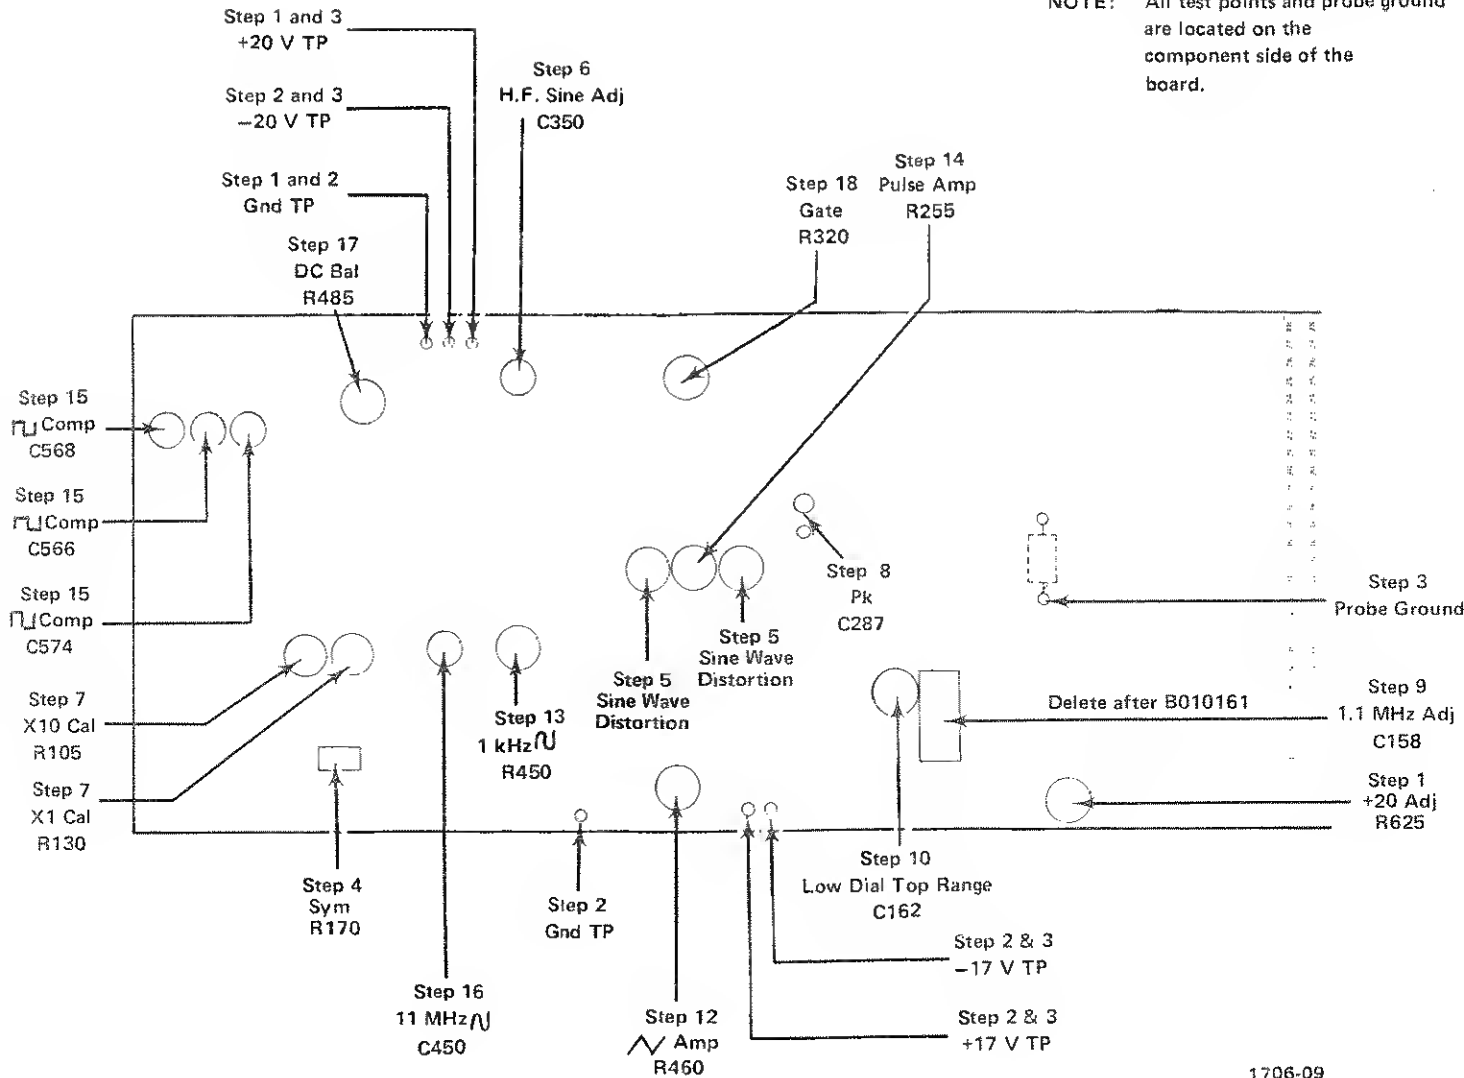 NOTE: All test points and probe ground
are located on the
component side of the
board.
Step 1 and 3
+20 V TP
Step 2 and 3
−20 V TP
Step 1 and 2
Gnd TP
Step 17
DC Bal
R485
Step 6
H.F. Sine Adj
C350
Step 18
Gate
R320
Step 14
Pulse Amp
R255
Step 15
Comp
C568
Step 15
Comp
C566
Step 15
Comp
C574
Step 7
X10 Cal
R105
Step 7
X1 Cal
R130
Step 8
Pk
C287
Step 3
Probe Ground
Step 5
Sine Wave
Distortion
Step 5
Sine Wave
Distortion
Step 13
1 kHz
R450
Delete after B010161
Step 9
1.1 MHz Adj
C158
Step 1
+20 Adj
R625
Step 4
Sym
R170
Step 2
Gnd TP
Step 10
Low Dial Top Range
C162
Step 16
11 MHz
C450
Step 12
Amp
R460
Step 2 & 3
−17 V TP
Step 2 & 3
+17 V TP
1706-09